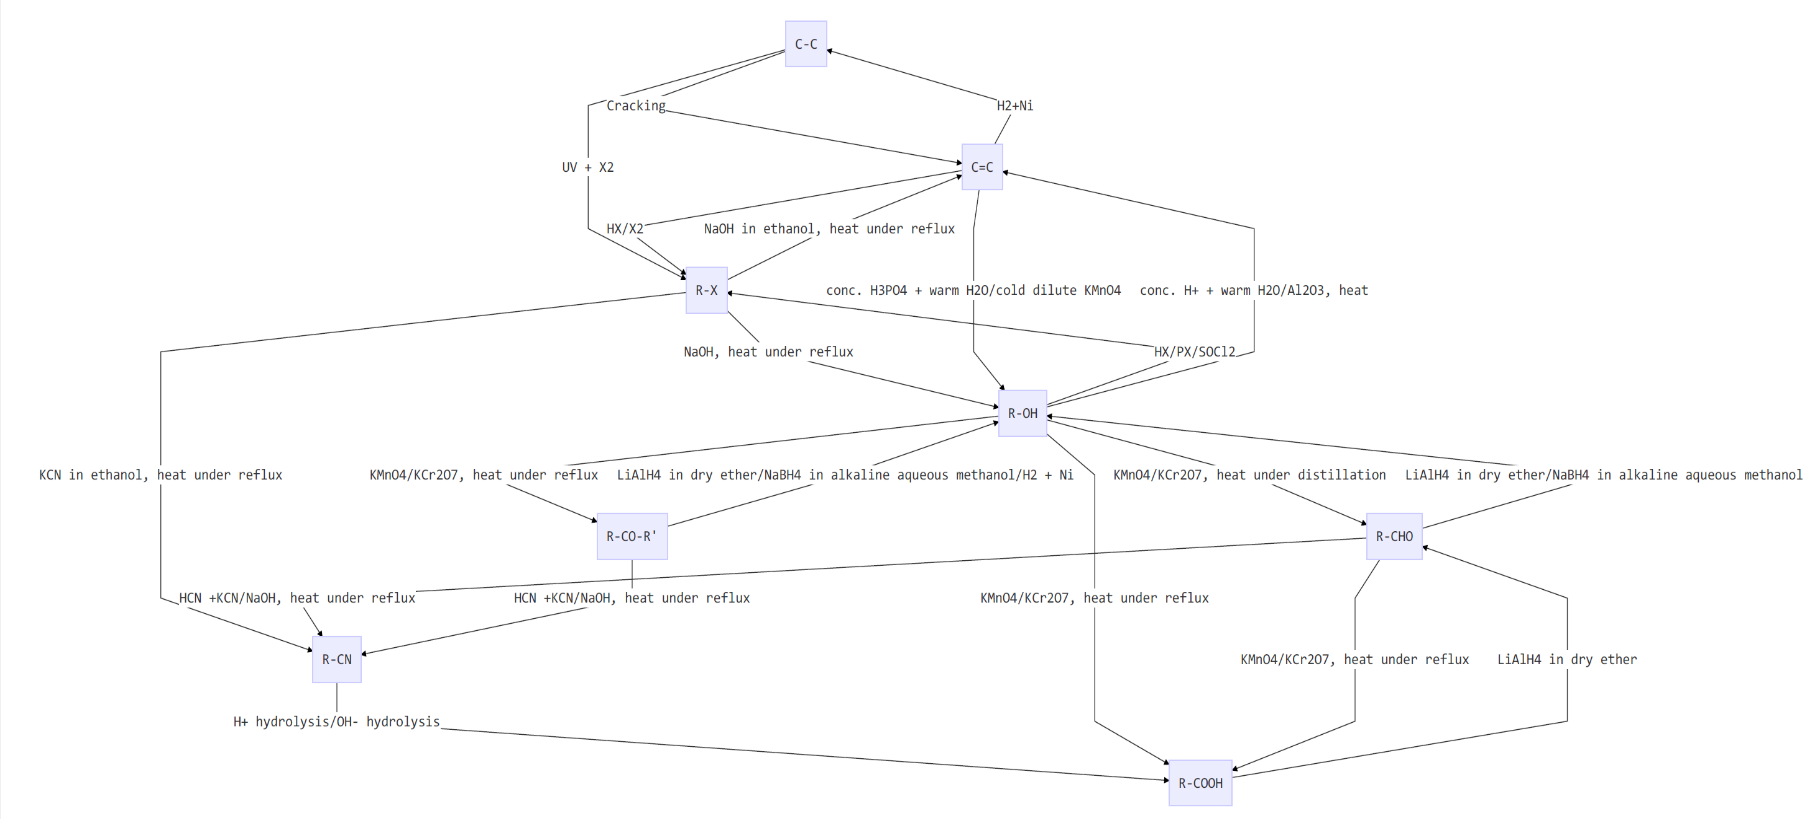 C-C
Cracking
H2+Ni
UV + X2
C=C
HX/X2
NaOH in ethanol, heat under reflux
R-X
conc. H3PO4 + warm H2O/cold dilute KMnO4
conc. H+ + warm H2O/Al2O3, heat
NaOH, heat under reflux
HX/PX/SOCl2
R-OH
KCN in ethanol, heat under reflux
KMnO4/KCr2O7, heat under reflux
LiAlH4 in dry ether/NaBH4 in alkaline aqueous methanol/H2 + Ni
KMnO4/KCr2O7, heat under distillation
LiAlH4 in dry ether/NaBH4 in alkaline aqueous methanol
R-CO-R'
R-CHO
HCN +KCN/NaOH, heat under reflux
HCN +KCN/NaOH, heat under reflux
KMnO4/KCr2O7, heat under reflux
R-CN
KMnO4/KCr2O7, heat under reflux
LiAlH4 in dry ether
H+ hydrolysis/OH- hydrolysis
R-COOH